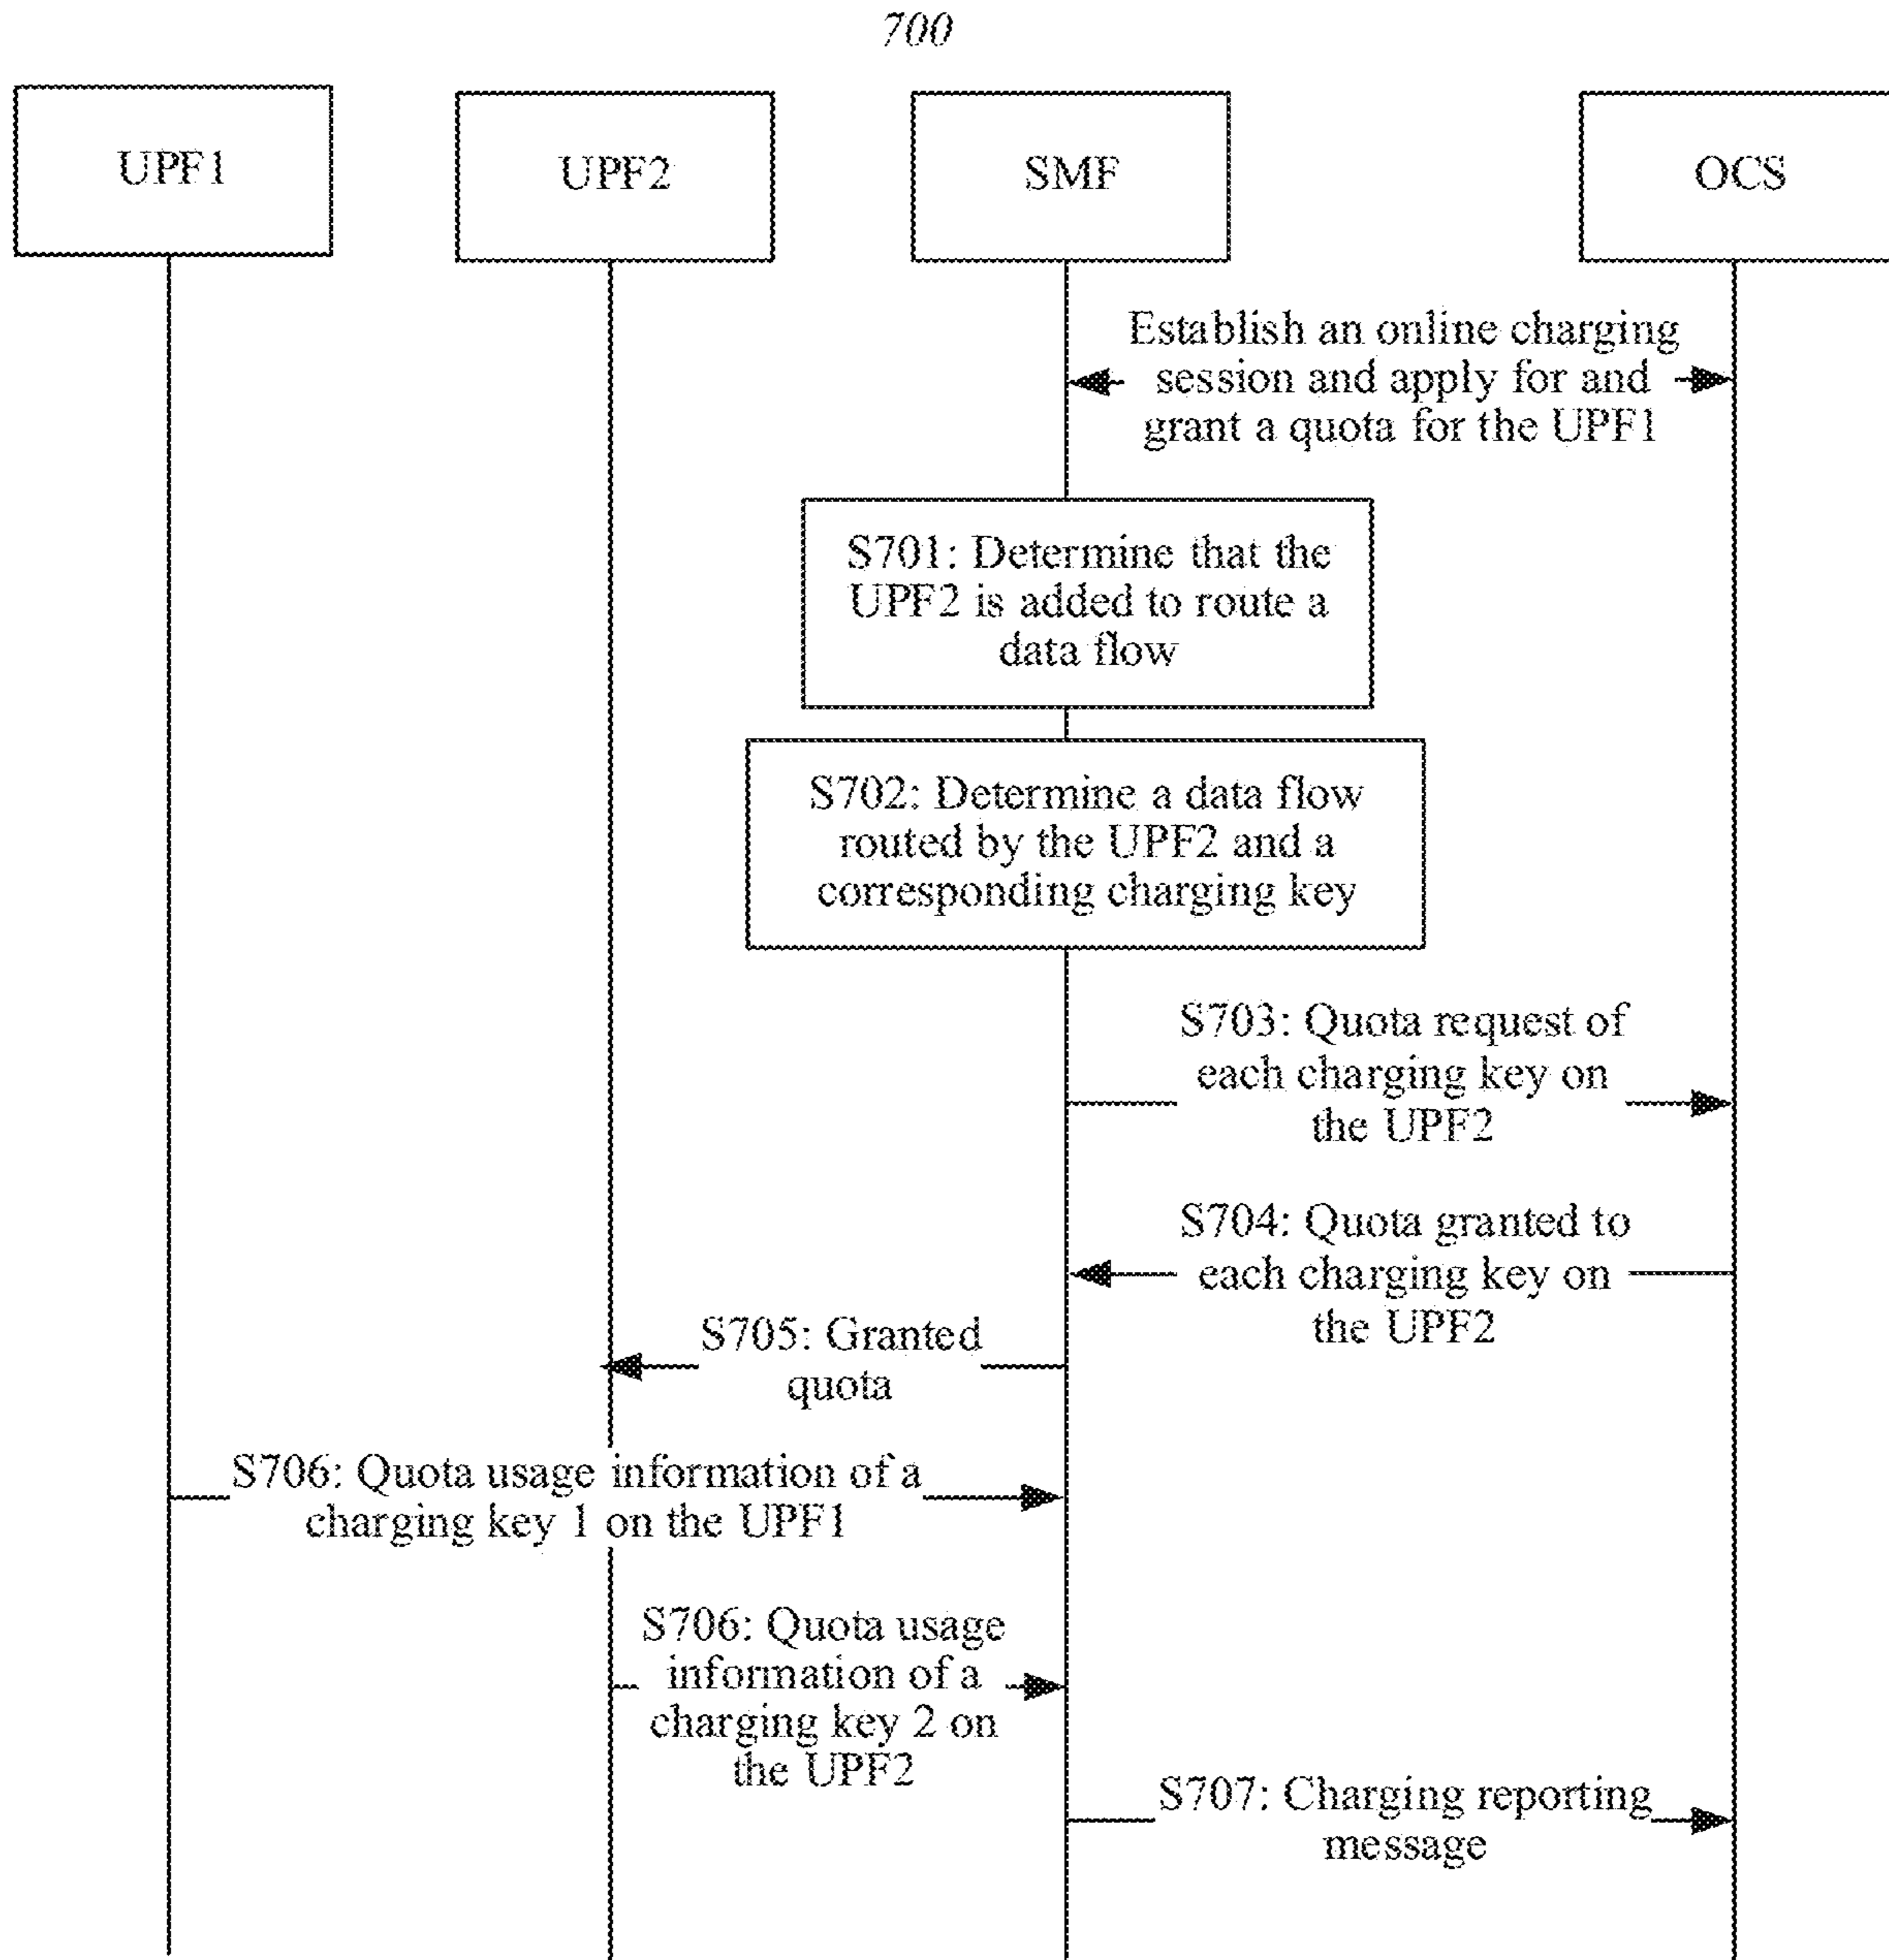 700
UPF1
UPF2
SMF
OCS
Establish an online charging
session and apply for and
grant a quota for the UPF1
S701: Determine that the
UPF2 is added to route a
data flow
S702: Determine a data flow
routed by the UPF2 and a
corresponding charging key
S703: Quota request of
each charging key on
the UPF2
S704: Quota granted to
each charging key on
the UPF2
S705: Granted
quota
S706: Quota usage information of a
charging key 1 on the UPF1
S706: Quota usage
information of a
charging key 2 on
the UPF2
S707: Charging reporting
message